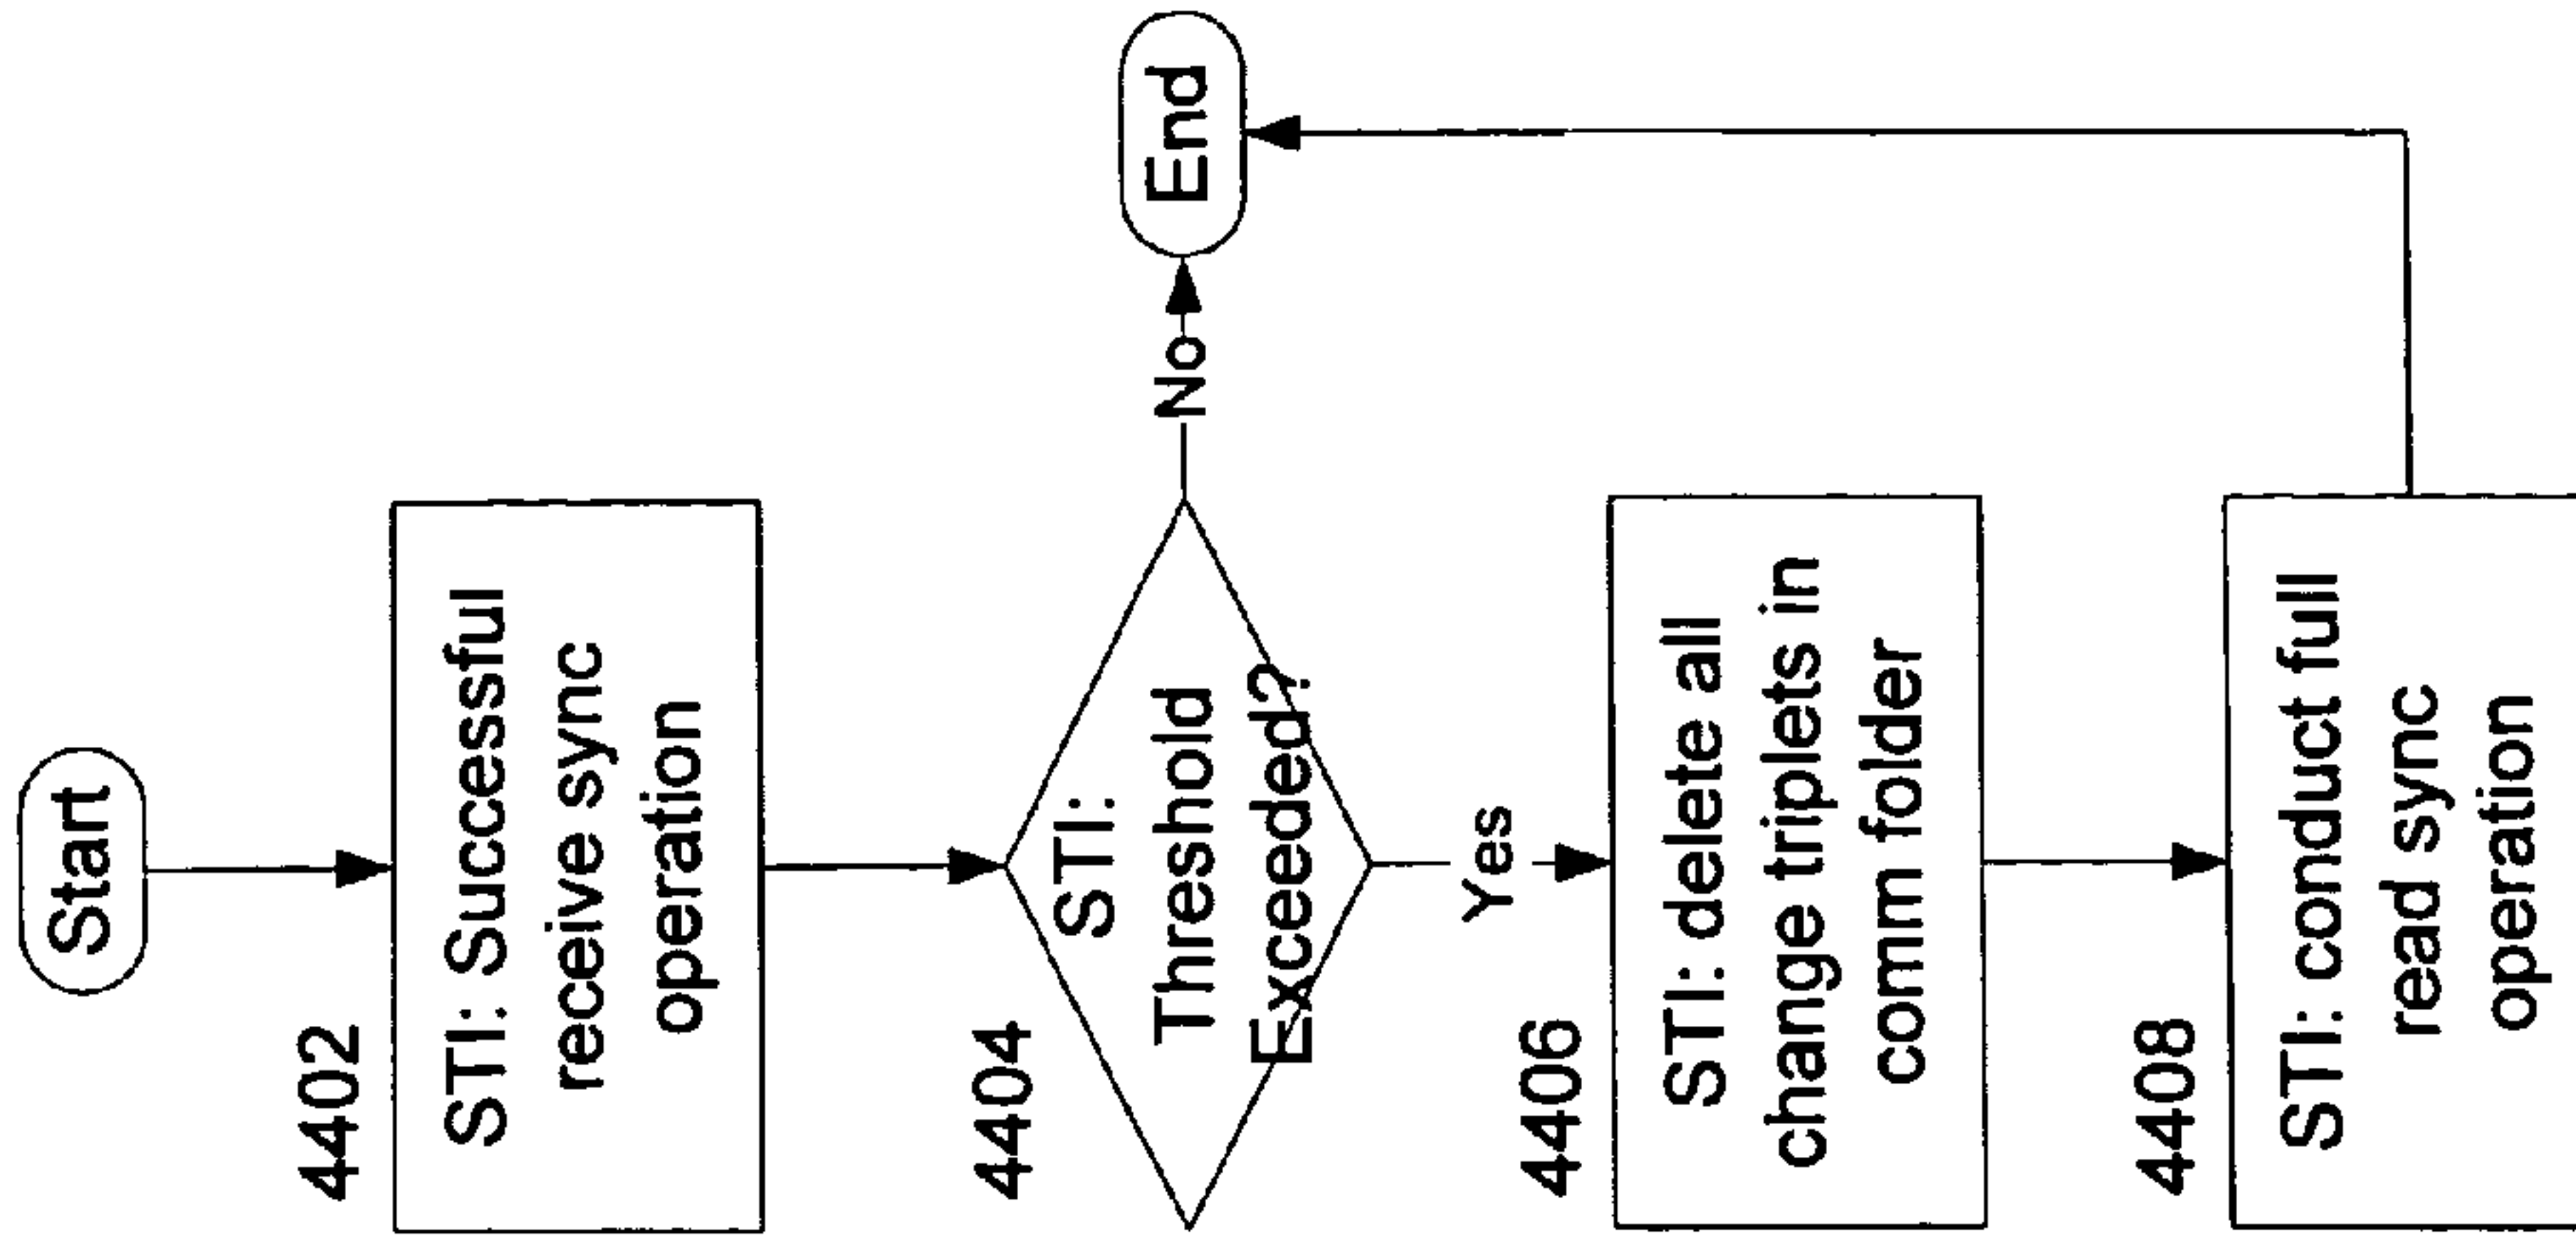 Start
4402
STI: Successful
receive sync
operation
4404
STI:
Threshold
Exceeded?
No
End
Yes
4406
STI: delete all
change triplets in
comm folder
4408
STI: conduct full
read sync
operation